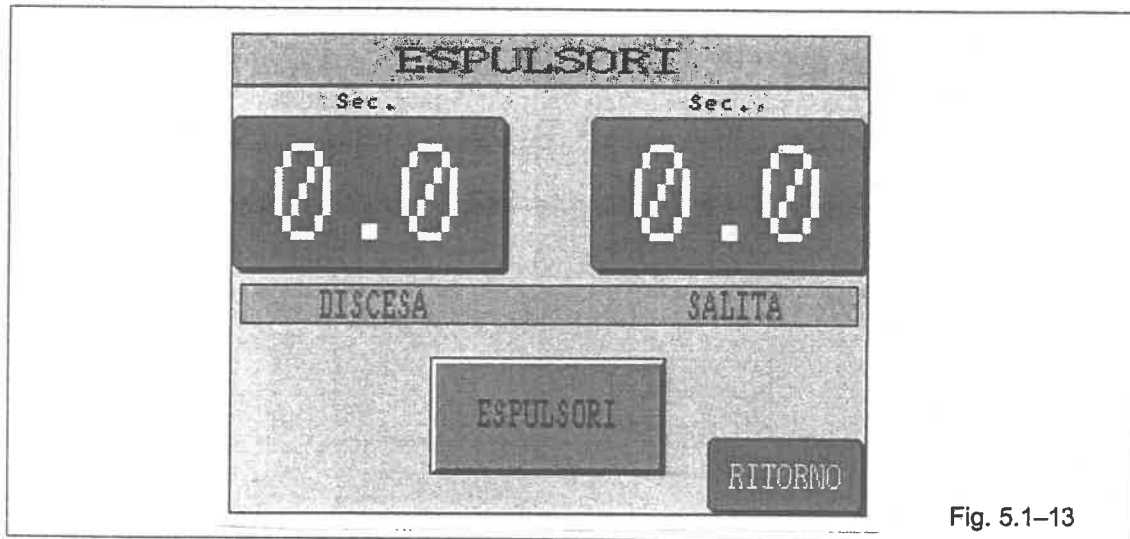 ESPULSORI
Sec. Sec.
0.0 0.0
DISCESA SALITA
ESPULSORI
RITORNO
Fig. 5.1–13